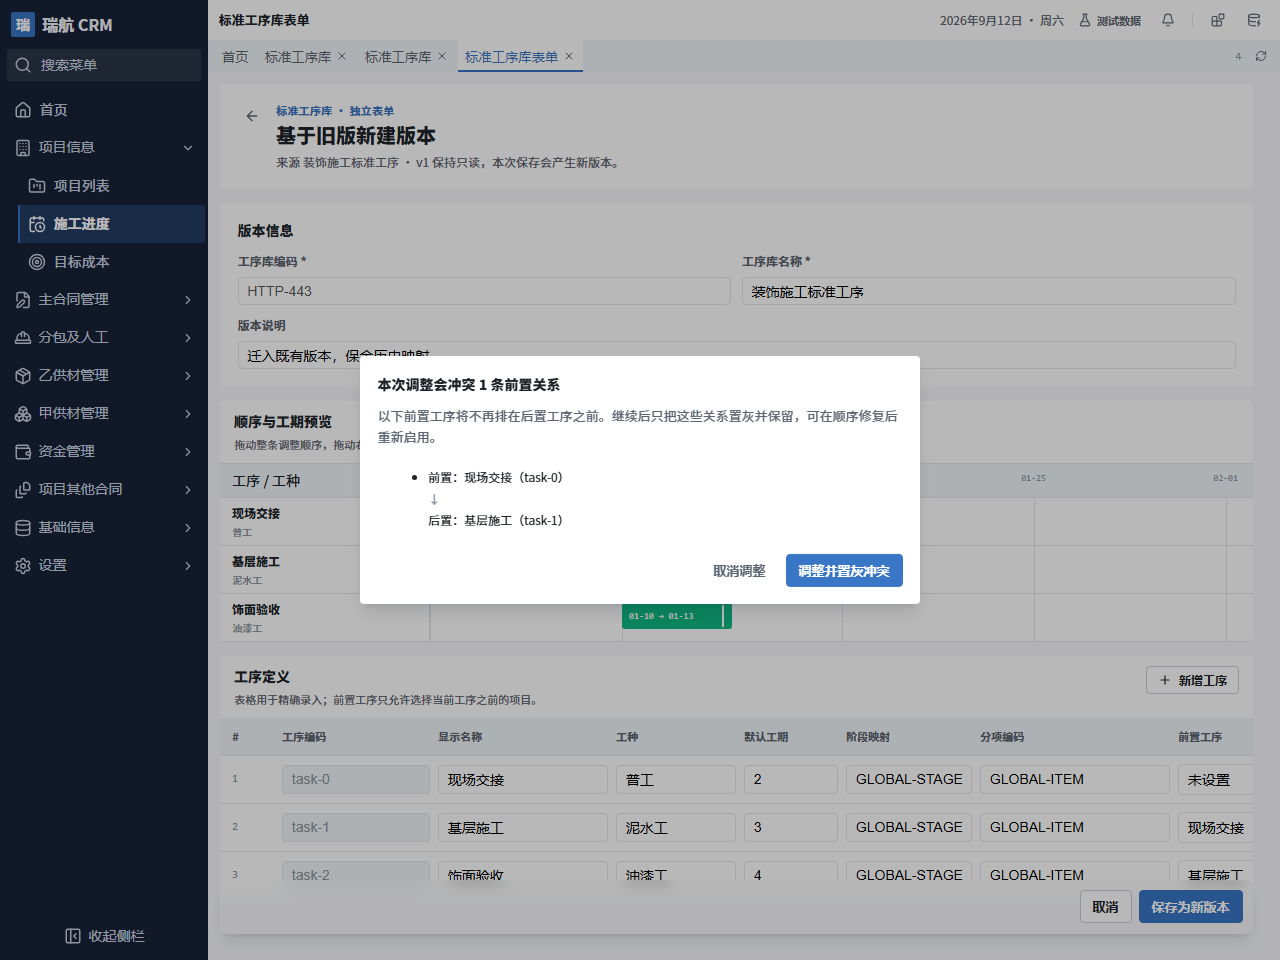 瑞 瑞航 CRM
搜索菜单
首页
项目信息
项目列表
施工进度
目标成本
主合同管理
分包及人工
乙供材管理
甲供材管理
资金管理
项目其他合同
基础信息
设置
收起侧栏
标准工序库表单
2026年9月12日 · 周六 测试数据
首页 标准工序库 × 标准工序库 × 标准工序库表单 × 4
标准工序库 · 独立表单
基于旧版新建版本
来源 装饰施工标准工序 · v1 保持只读，本次保存会产生新版本。
版本信息
工序库编码 * 工序库名称 *
HTTP-443 装饰施工标准工序
版本说明
迁入既有版本，
顺序与工期预览
拖动整条调整顺序，拖动
工序 / 工种 01-25 02-01
现场交接
普工
基层施工
泥水工
饰面验收
油漆工
01-10 → 01-13
本次调整会冲突 1 条前置关系
以下前置工序将不再排在后置工序之前。继续后只把这些关系置灰并保留，可在顺序修复后
重新启用。
• 前置：现场交接（task-0）
↓
后置：基层施工（task-1）
取消调整 调整并置灰冲突
工序定义
表格用于精确录入；前置工序只允许选择当前工序之前的项目。
+ 新增工序
# 工序编码 显示名称 工种 默认工期 阶段映射 分项编码 前置工序
1 task-0 现场交接 普工 2 GLOBAL-STAGE GLOBAL-ITEM 未设置
2 task-1 基层施工 泥水工 3 GLOBAL-STAGE GLOBAL-ITEM 现场交接
3 task-2 饰面验收 油漆工 4 GLOBAL-STAGE GLOBAL-ITEM 基层施工
取消 保存为新版本